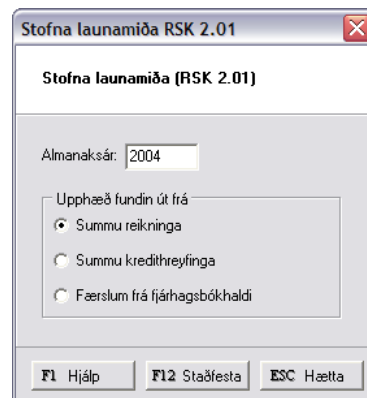 Stofna launamiða RSK 2.01
Stofna launamiða (RSK 2.01)
Almanaksár: 2004
Upphæð fundin út frá
Summu reikninga
Summu kredithreyfinga
Færslum frá fjárhagsbókhaldi
F1 Hjálp F12 Staðfesta ESC Hætta